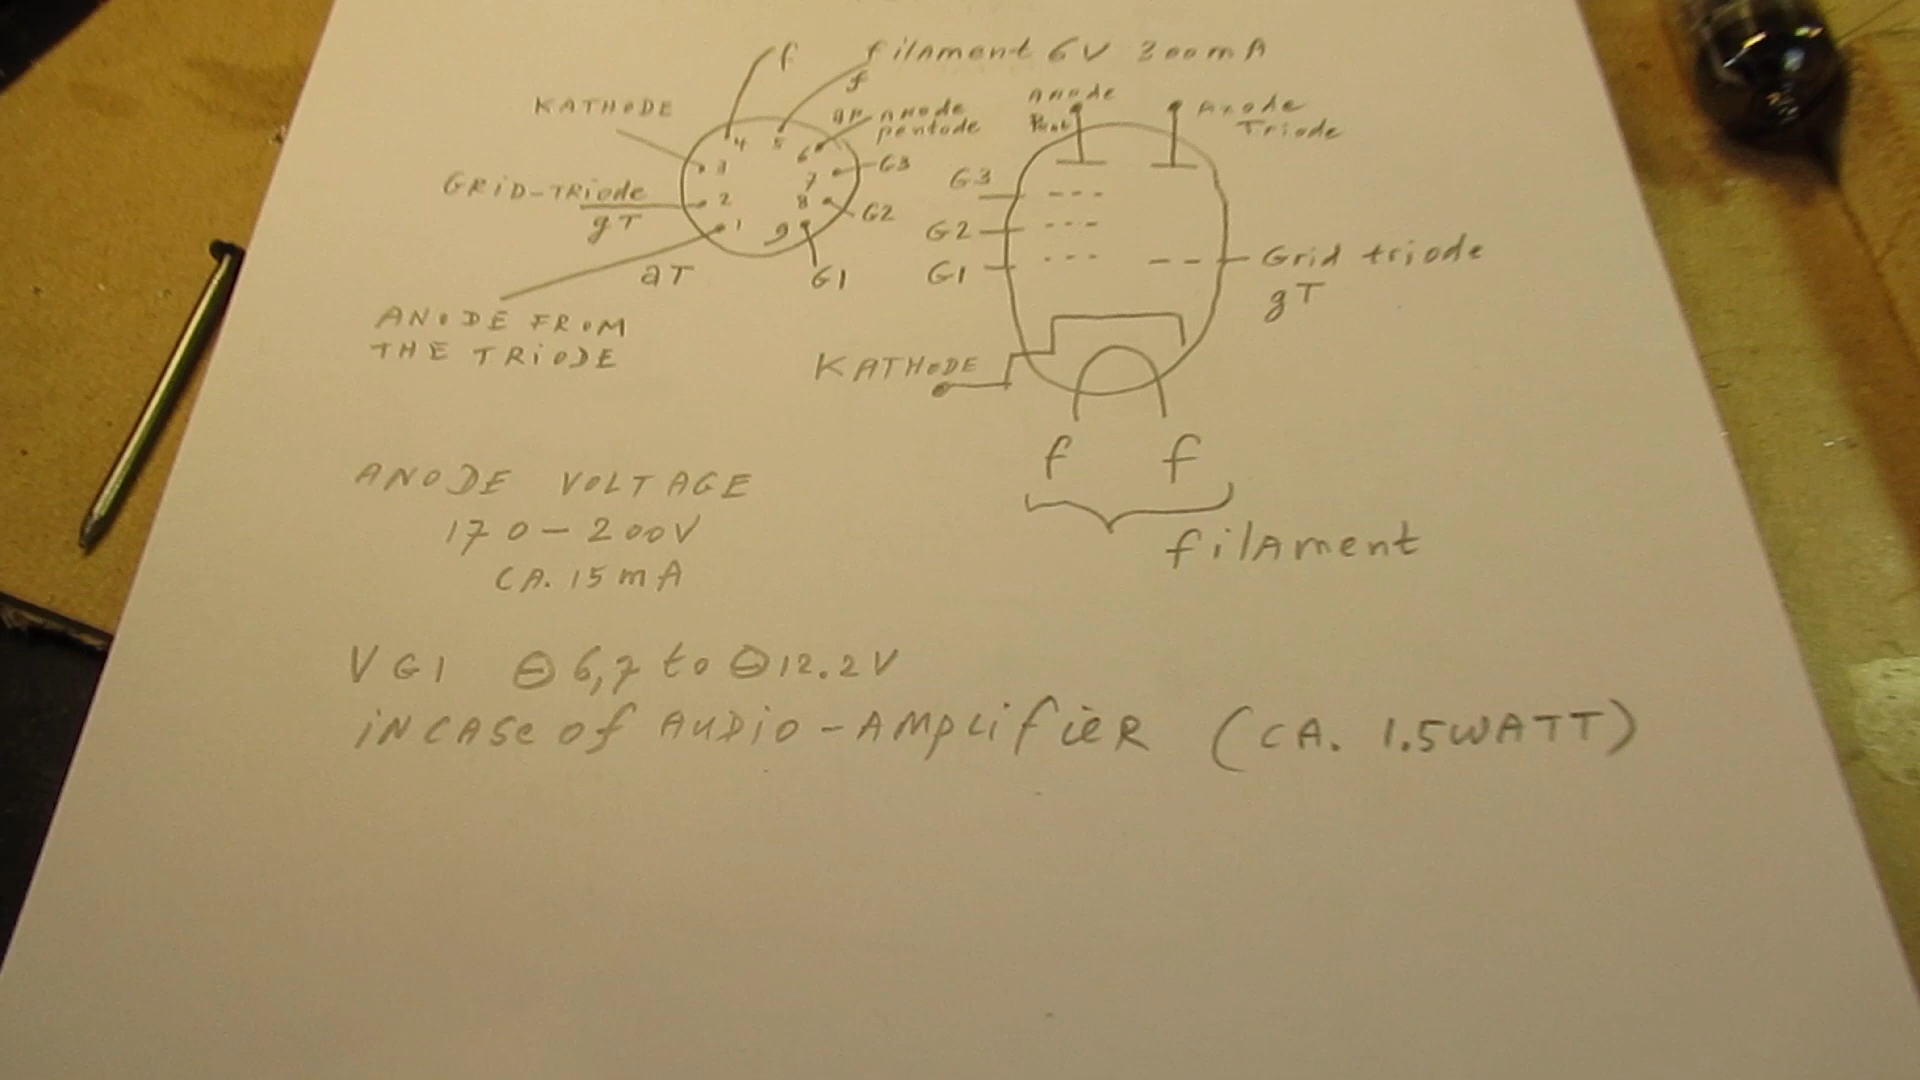 f
filament 6V 300mA
f
KATHODE
ap anode
pentode
4 5
6
3
7
G3
GRiD-TRiode
gT
2
8
G2
1
9
aT
G1
ANODE FROM
THE TRiODE
anode
Anode
Triode
G3
G2
G1
Grid triode
gT
KATHODE
f f
filAment
ANODE VOLTAGE
170-200V
CA. 15mA
VG1 ⊖ 6,7 to ⊖ 12.2V
iNCASe of AUDiO-AMPLifiER (CA. 1.5WATT)